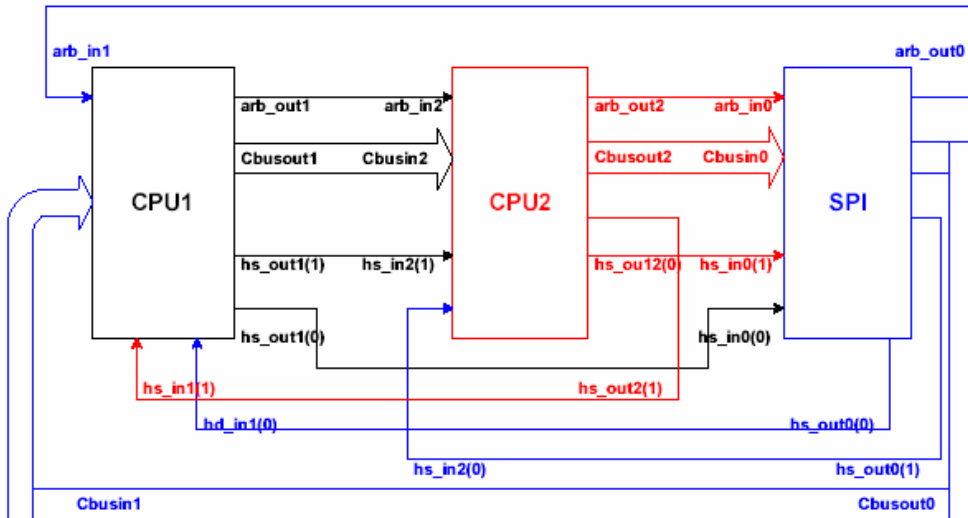 arb_in1
arb_out0
arb_out1
arb_in2
arb_out2
arb_in0
Cbusout1
Cbusin2
Cbusout2
Cbusin0
CPU1
CPU2
SPI
hs_out1(1)
hs_in2(1)
hs_ou12(0)
hs_in0(1)
hs_out1(0)
hs_in0(0)
hs_in1(1)
hs_out2(1)
hd_in1(0)
hs_out0(0)
hs_in2(0)
hs_out0(1)
Cbusin1
Cbusout0